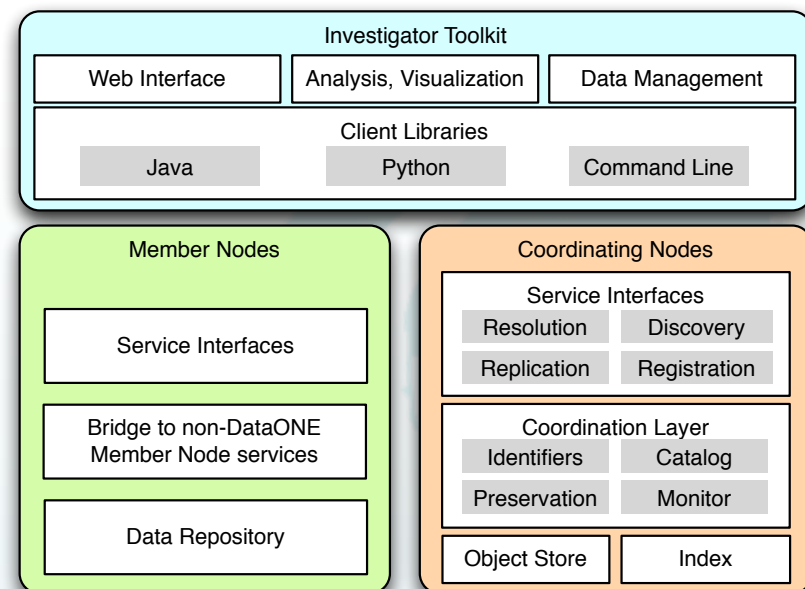 Investigator Toolkit
Web Interface
Analysis, Visualization
Data Management
Client Libraries
Java
Python
Command Line
Member Nodes
Service Interfaces
Bridge to non-DataONE
Member Node services
Data Repository
Coordinating Nodes
Service Interfaces
Resolution
Discovery
Replication
Registration
Coordination Layer
Identifiers
Catalog
Preservation
Monitor
Object Store
Index